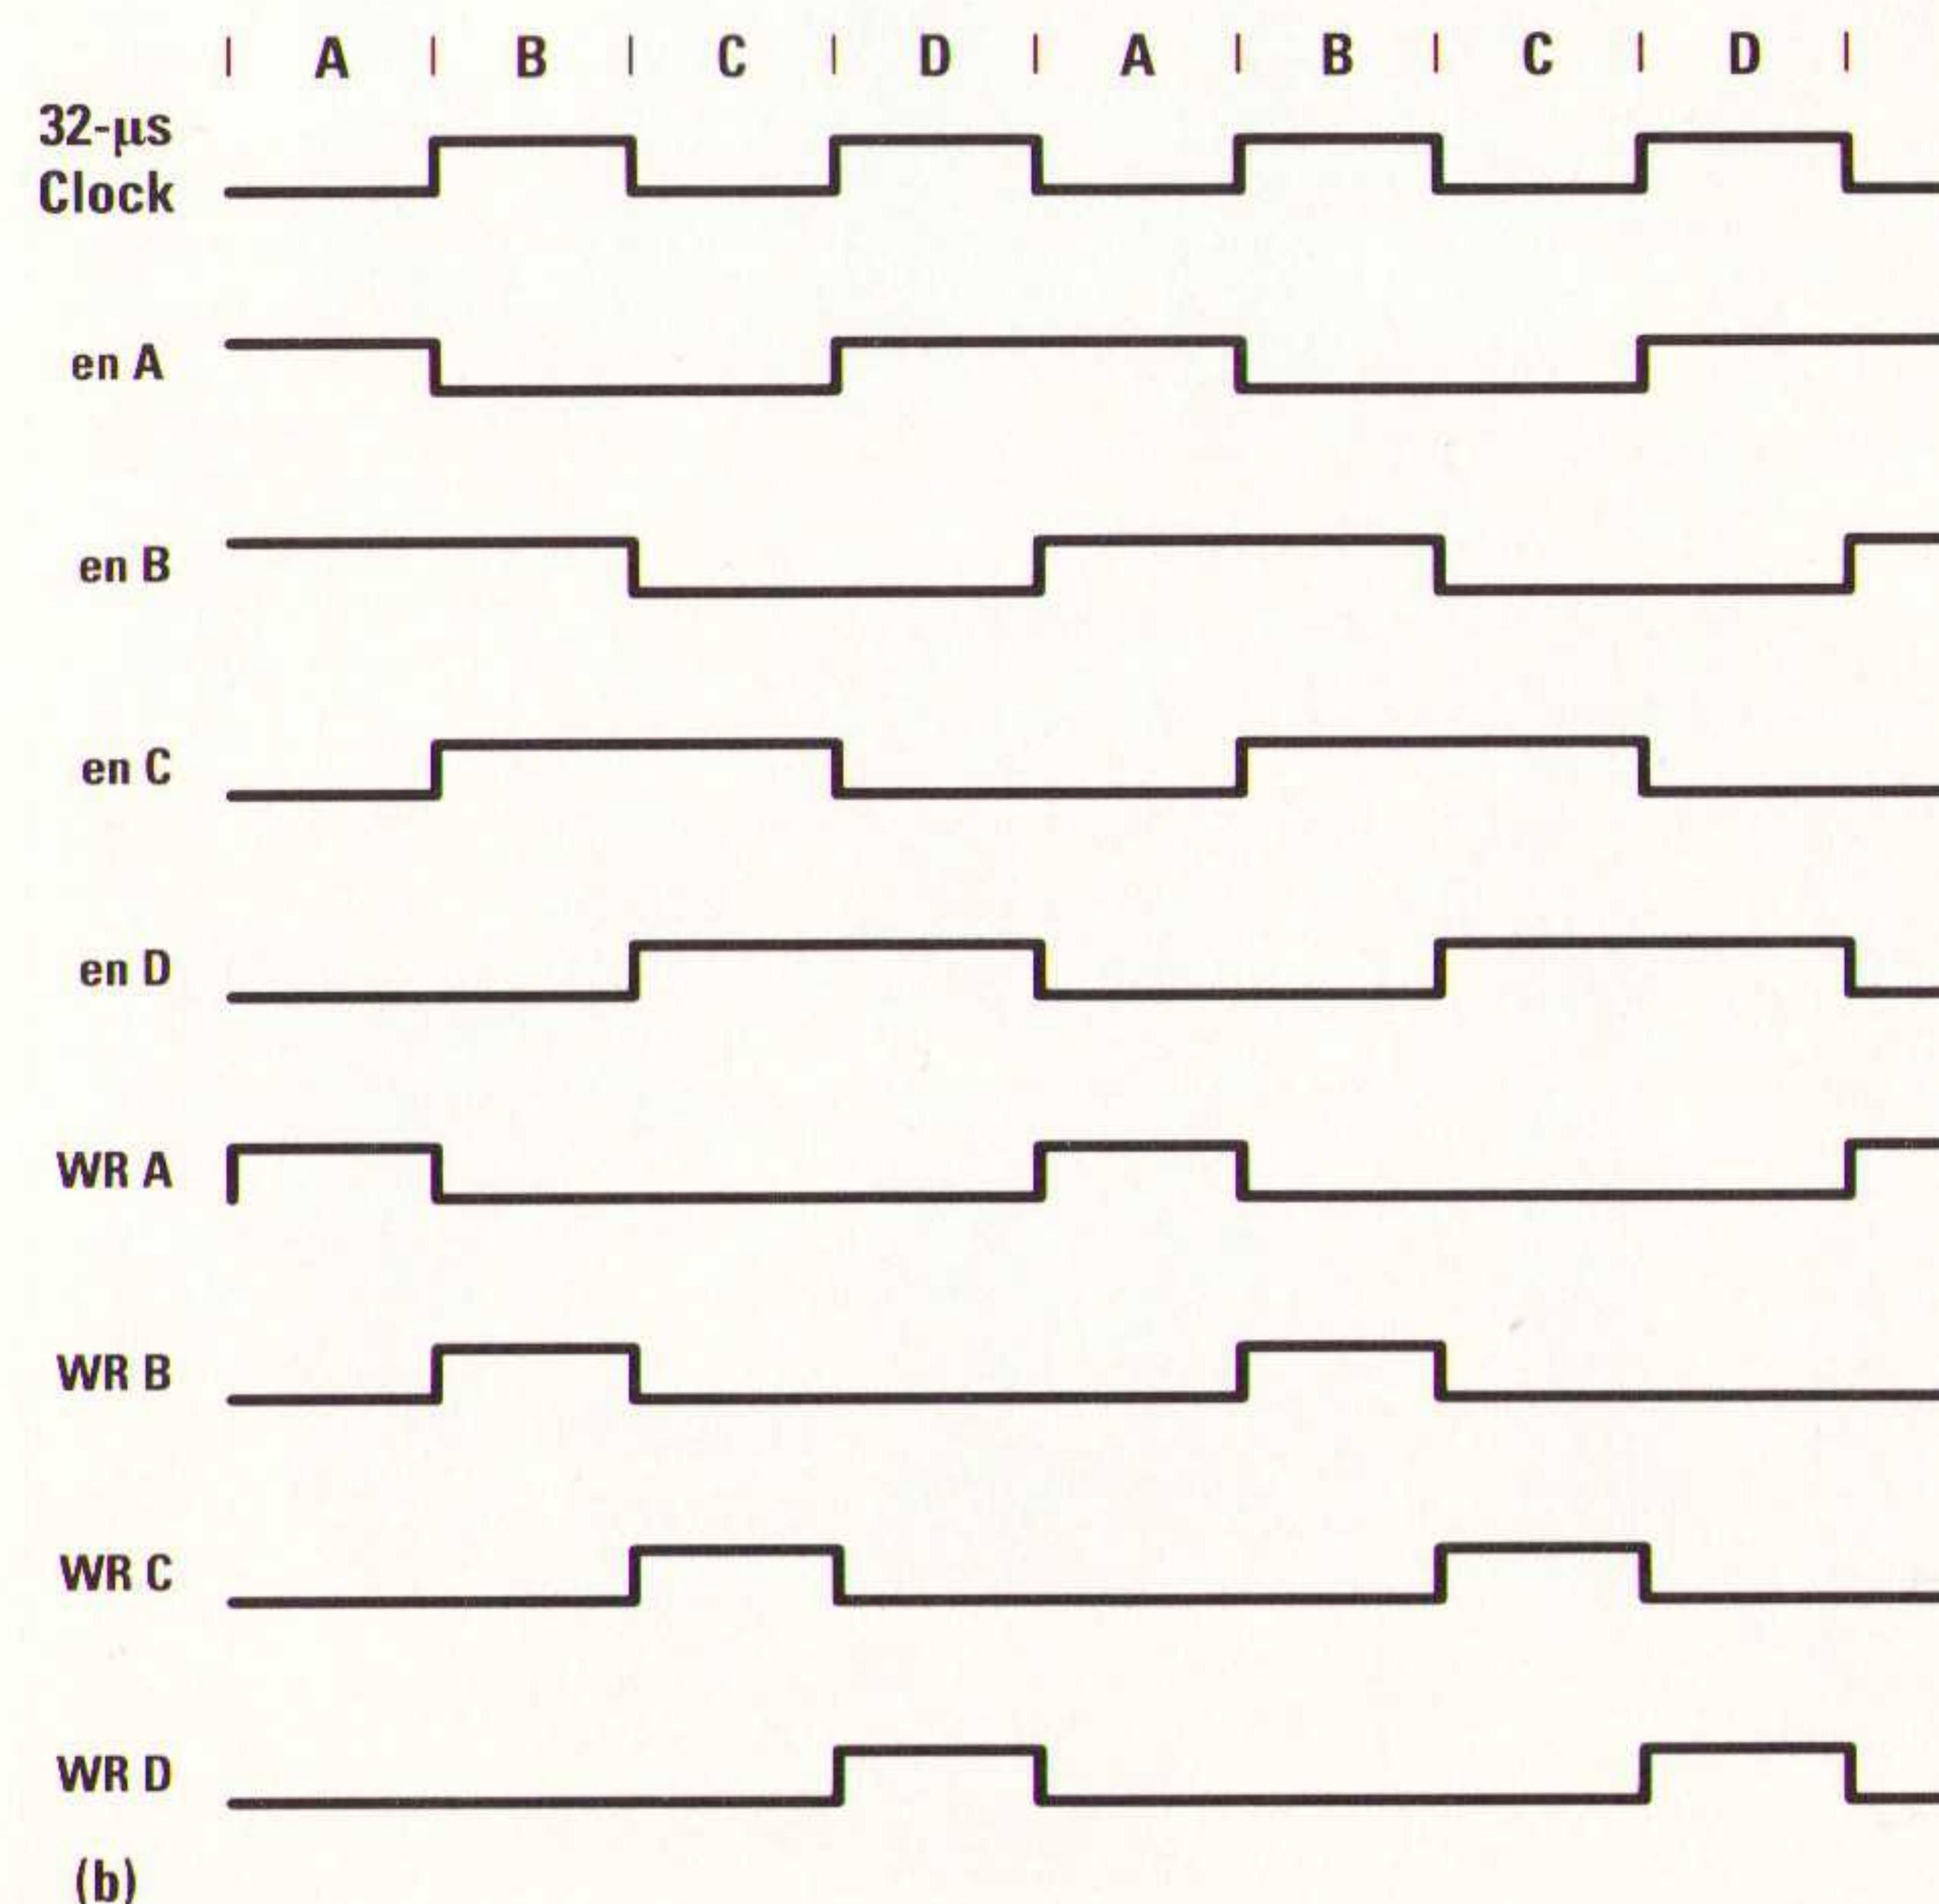 A B C D A B C D
32-μs
Clock
en A
en B
en C
en D
WR A
WR B
WR C
WR D
(b)